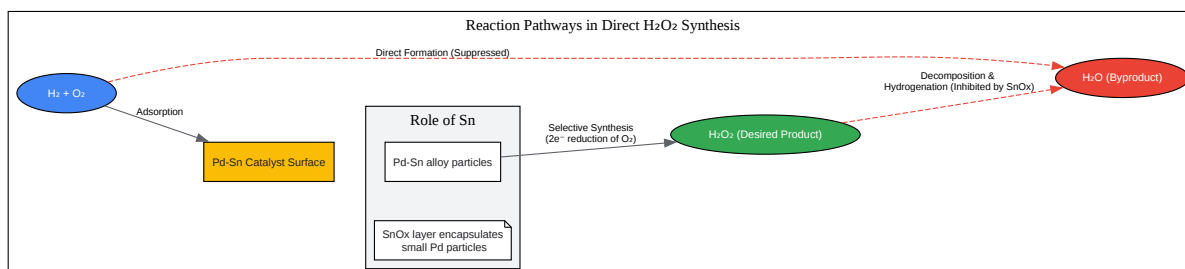 Reaction Pathways in Direct H₂O₂ Synthesis
Direct Formation (Suppressed)
H₂ + O₂
Adsorption
Pd-Sn Catalyst Surface
Role of Sn
Pd-Sn alloy particles
SnOx layer encapsulates
small Pd particles
Selective Synthesis
(2e⁻ reduction of O₂)
H₂O₂ (Desired Product)
Decomposition &
Hydrogenation (Inhibited by SnOx)
H₂O (Byproduct)